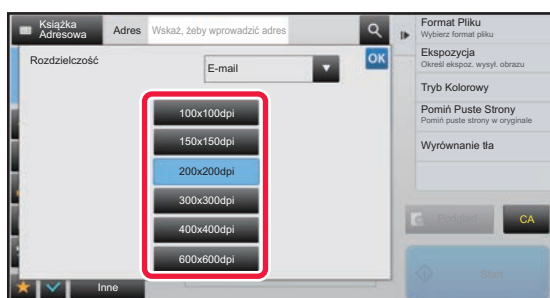 Książka
Adresowa
Adres
Wskaż, żeby wprowadzić adres
Rozdzielczość
E-mail
OK
100x100dpi
150x150dpi
200x200dpi
300x300dpi
400x400dpi
600x600dpi
Inne
Format Pliku
Wybierz format pliku
Ekspozycja
Określ ekspoz. wysył. obrazu
Tryb Kolorowy
Pomiń Puste Strony
Pomiń puste strony w oryginale
Wyrównanie tła
Podgląd
CA
Start